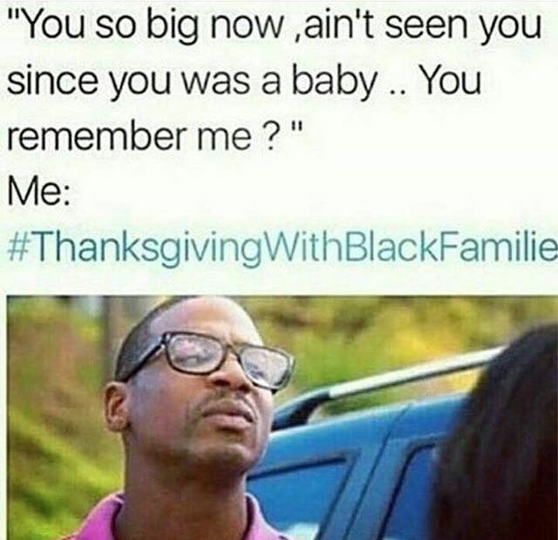 "You so big now ,ain't seen you
since you was a baby .. You
remember me ? "
Me:
#ThanksgivingWithBlackFamilie